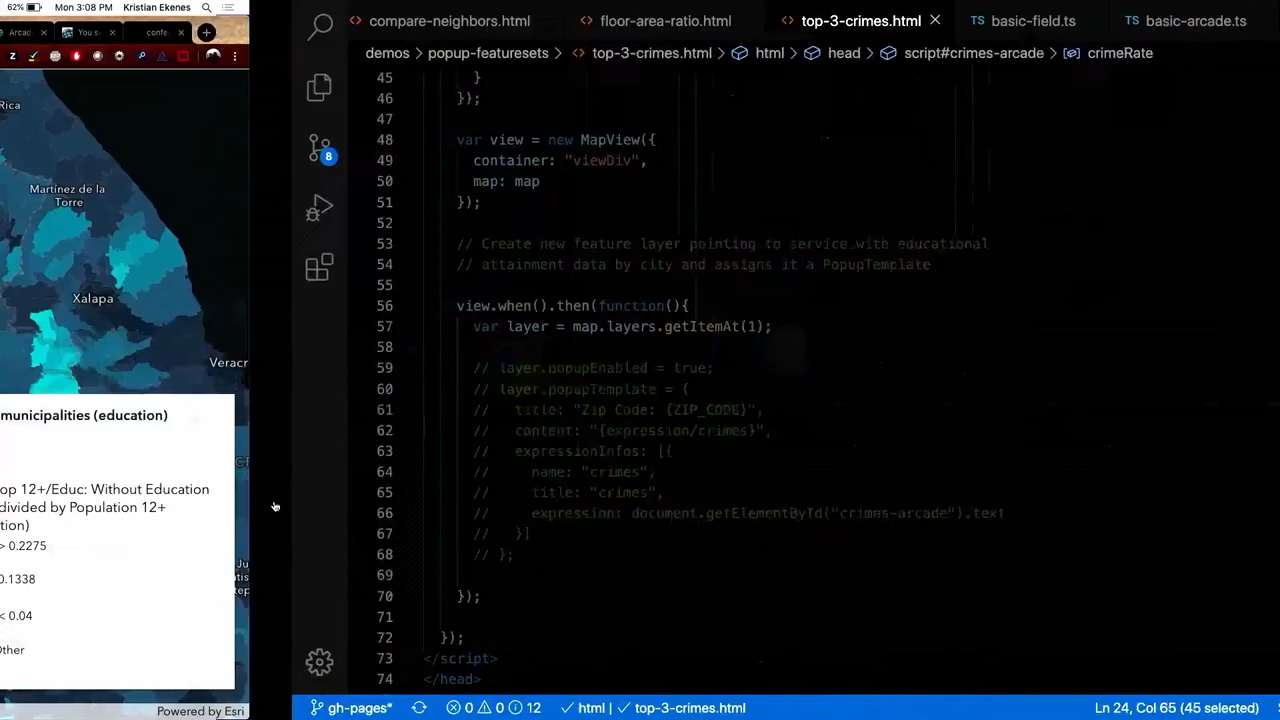 62% Mon 3:08 PM Kristian Ekenes
Arcad You s conte
Rica
Martínez de la
Torre
Xalapa
Veracr
municipalities (education)
op 12+/Educ: Without Education
divided by Population 12+
tion)
> 0.2275
0.1338
< 0.04
Other
Powered by Esri
compare-neighbors.html floor-area-ratio.html top-3-crimes.html TS basic-field.ts TS basic-arcade.ts
demos > popup-featuresets > top-3-crimes.html > html > head > script#crimes-arcade > crimeRate
8
45 }
46 });
47
48 var view = new MapView({
49 container: "viewDiv",
50 map: map
51 });
52
53 // Create new feature layer pointing to service with educational
54 // attainment data by city and assigns it a PopupTemplate
55
56 view.when().then(function(){
57 var layer = map.layers.getItemAt(1);
58
59 // layer.popupEnabled = true;
60 // layer.popupTemplate = {
61 // title: "Zip Code: {ZIP_CODE}",
62 // content: "{expression/crimes}",
63 // expressionInfos: [{
64 // name: "crimes",
65 // title: "crimes",
66 // expression: document.getElementById("crimes-arcade").text
67 // }]
68 // };
69
70 });
71
72 });
73 </script>
74 </head>
gh-pages* 0 0 12 html | top-3-crimes.html Ln 24, Col 65 (45 selected)